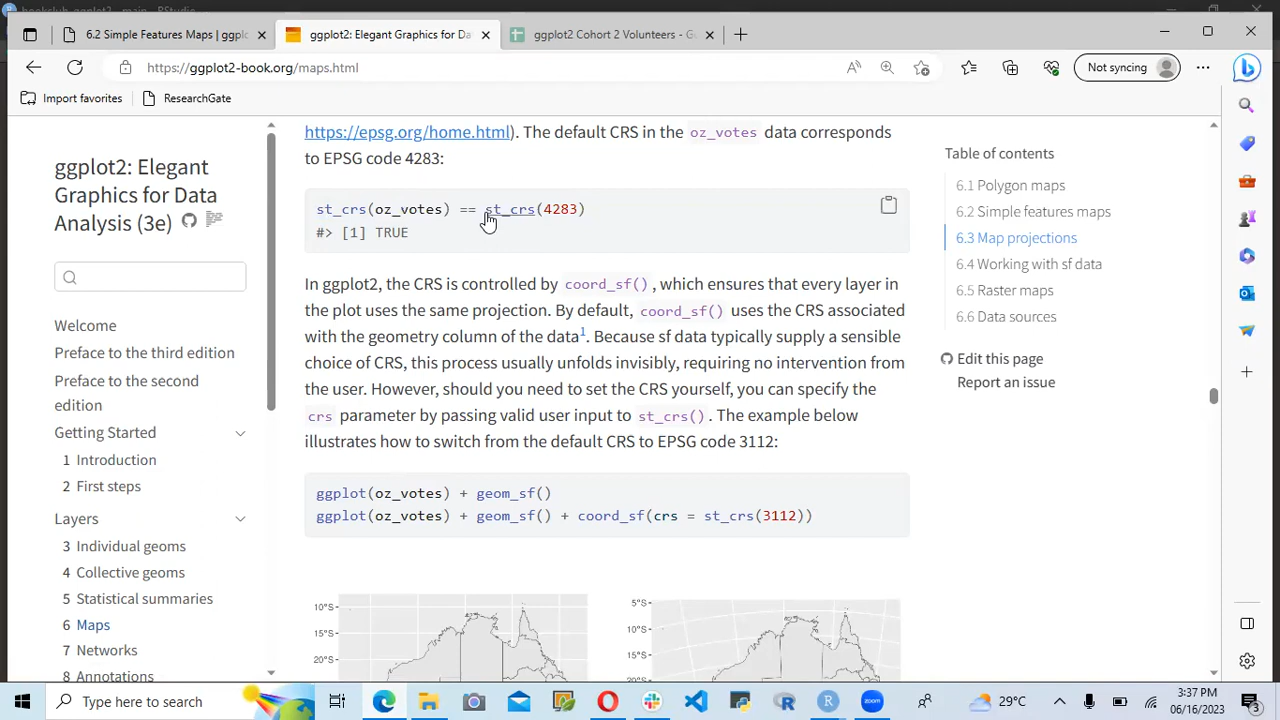 6.2 Simple Features Maps | ggpl
ggplot2: Elegant Graphics for Da
ggplot2 Cohort 2 Volunteers - G
https://ggplot2-book.org/maps.html
Not syncing
Import favorites
ResearchGate
ggplot2: Elegant
Graphics for Data
Analysis (3e)
Welcome
Preface to the third edition
Preface to the second
edition
Getting Started
1 Introduction
2 First steps
Layers
3 Individual geoms
4 Collective geoms
5 Statistical summaries
6 Maps
7 Networks
8 Annotations
https://epsg.org/home.html). The default CRS in the oz_votes data corresponds
to EPSG code 4283:
st_crs(oz_votes) == st_crs(4283)
#> [1] TRUE
In ggplot2, the CRS is controlled by coord_sf(), which ensures that every layer in
the plot uses the same projection. By default, coord_sf() uses the CRS associated
with the geometry column of the data1. Because sf data typically supply a sensible
choice of CRS, this process usually unfolds invisibly, requiring no intervention from
the user. However, should you need to set the CRS yourself, you can specify the
crs parameter by passing valid user input to st_crs(). The example below
illustrates how to switch from the default CRS to EPSG code 3112:
ggplot(oz_votes) + geom_sf()
ggplot(oz_votes) + geom_sf() + coord_sf(crs = st_crs(3112))
10°S
15°S
20°S
5°S
10°S
15°S
20°S
Table of contents
6.1 Polygon maps
6.2 Simple features maps
6.3 Map projections
6.4 Working with sf data
6.5 Raster maps
6.6 Data sources
Edit this page
Report an issue
Type here to search
zoom
29°C
3:37 PM
06/16/2023
3